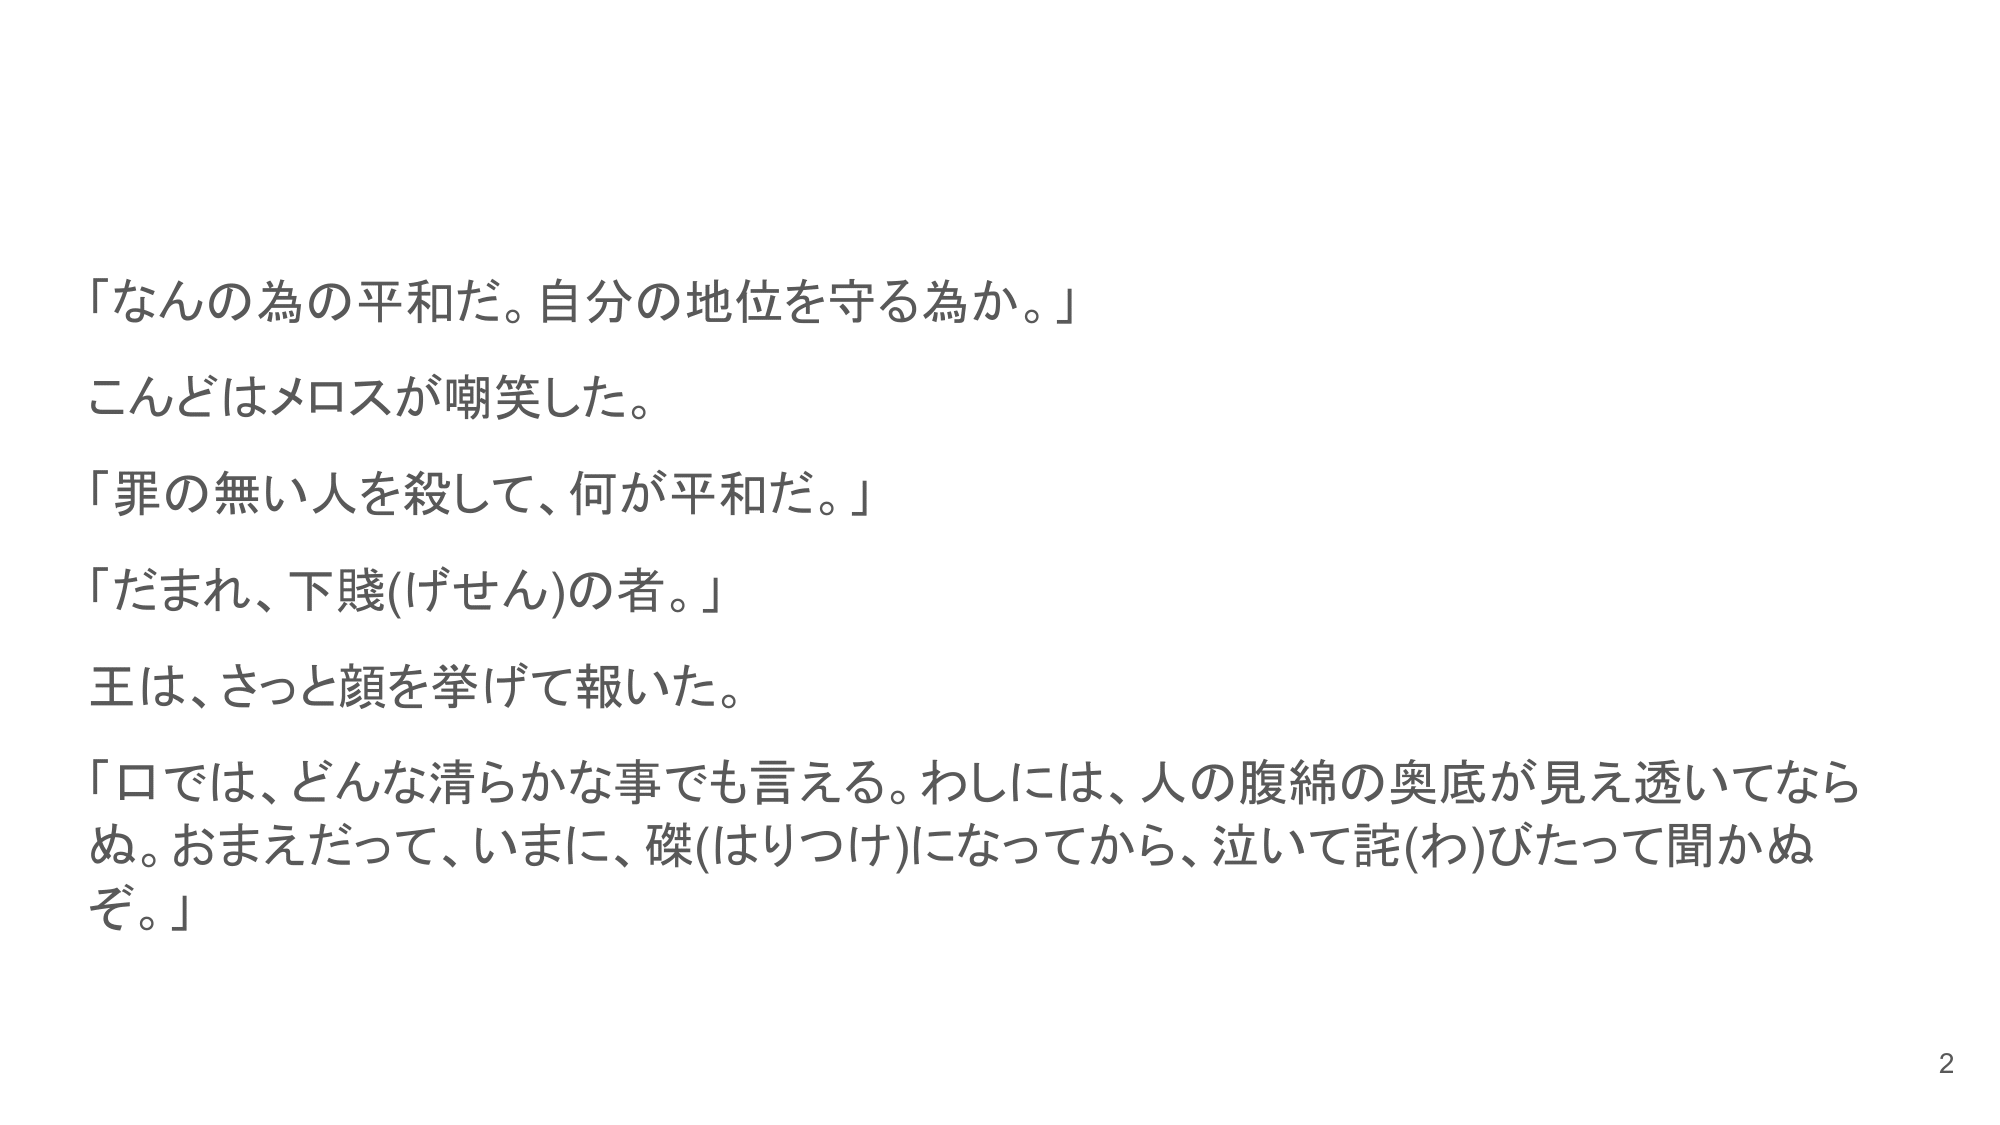 「なんの為の平和だ。自分の地位を守る為か。」
こんどはメロスが嘲笑した。
「罪の無い人を殺して、何が平和だ。」
「だまれ、下賤(げせん)の者。」
王は、さっと顔を挙げて報いた。
「口では、どんな清らかな事でも言える。わしには、人の腹綿の奥底が見え透いてなら
ぬ。おまえだって、いまに、磔(はりつけ)になってから、泣いて詫(わ)びたって聞かぬ
ぞ。」
2